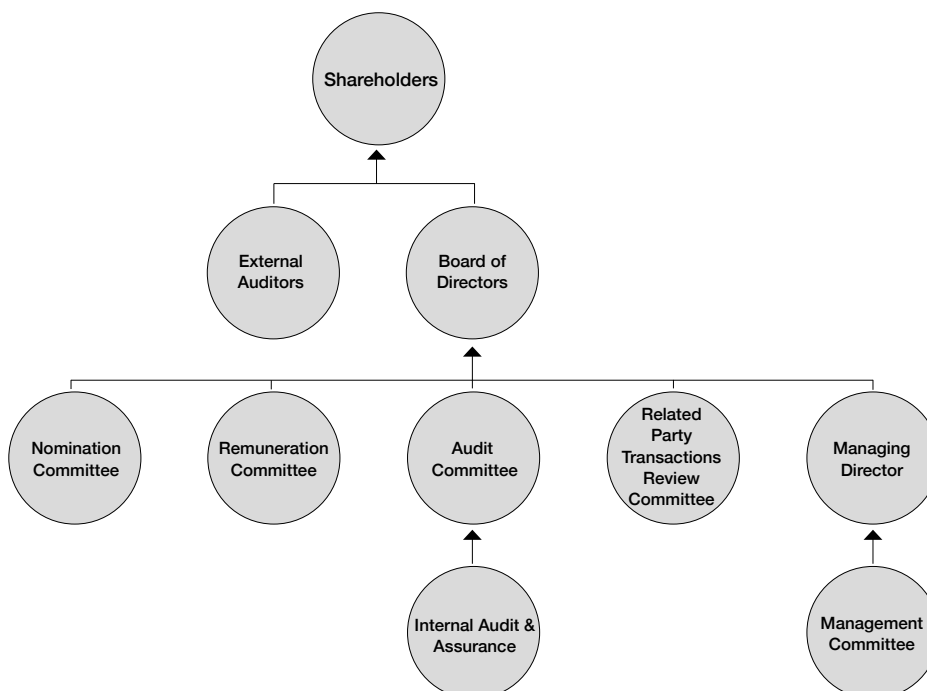 Shareholders
External
Auditors
Board of
Directors
Nomination
Committee
Remuneration
Committee
Audit
Committee
Related
Party
Transactions
Review
Committee
Managing
Director
Internal Audit &
Assurance
Management
Committee